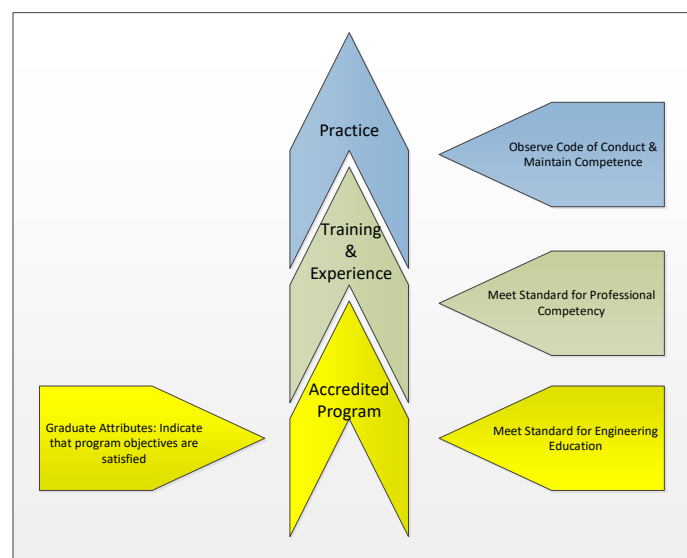 Practice
Observe Code of Conduct &
Maintain Competence
Training
&
Experience
Meet Standard for Professional
Competency
Accredited
Program
Graduate Attributes: Indicate
that program objectives are
satisfied
Meet Standard for Engineering
Education